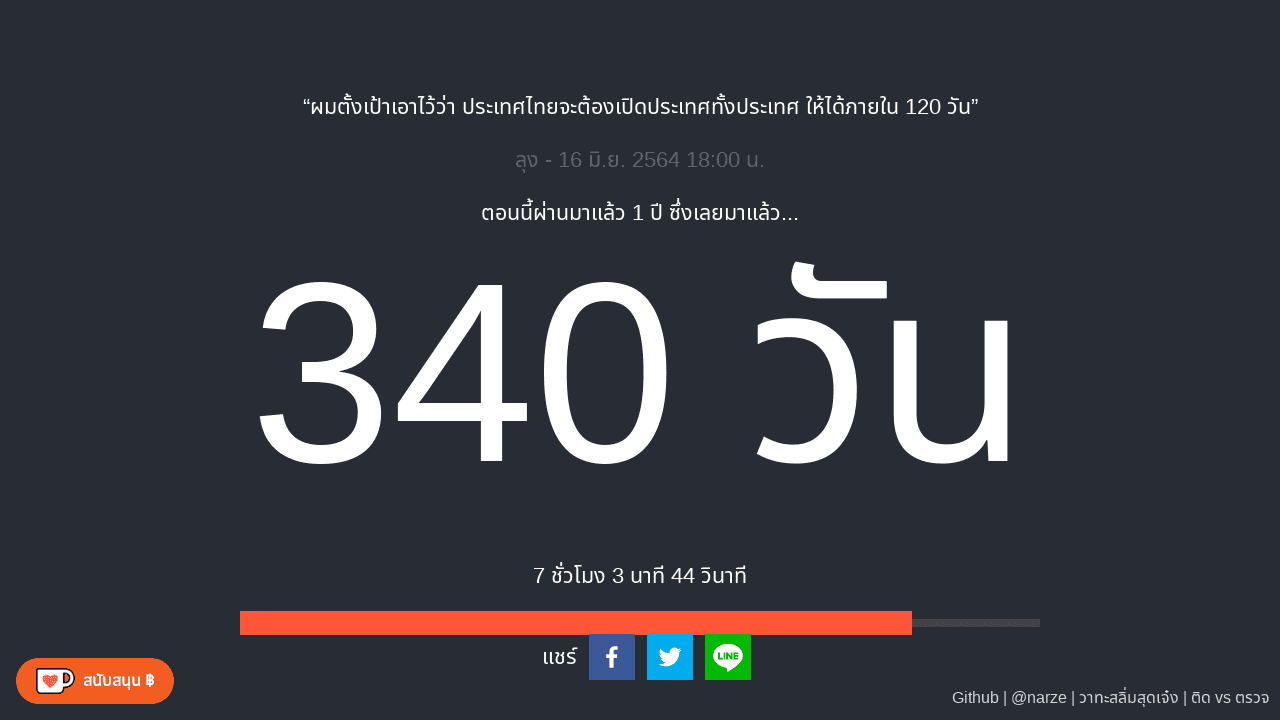 “ผมตั้งเป้าเอาไว้ว่า ประเทศไทยจะต้องเปิดประเทศทั้งประเทศ ให้ได้ภายใน 120 วัน”
ลุง - 16 มิ.ย. 2564 18:00 น.
ตอนนี้ผ่านมาแล้ว 1 ปี ซึ่งเลยมาแล้ว...
340 วัน
7 ชั่วโมง 3 นาที 44 วินาที
แชร์
LINE
สนับสนุน ฿
Github | @narze | วาทะสลิ่มสุดเจ๋ง | ติด vs ตรวจ